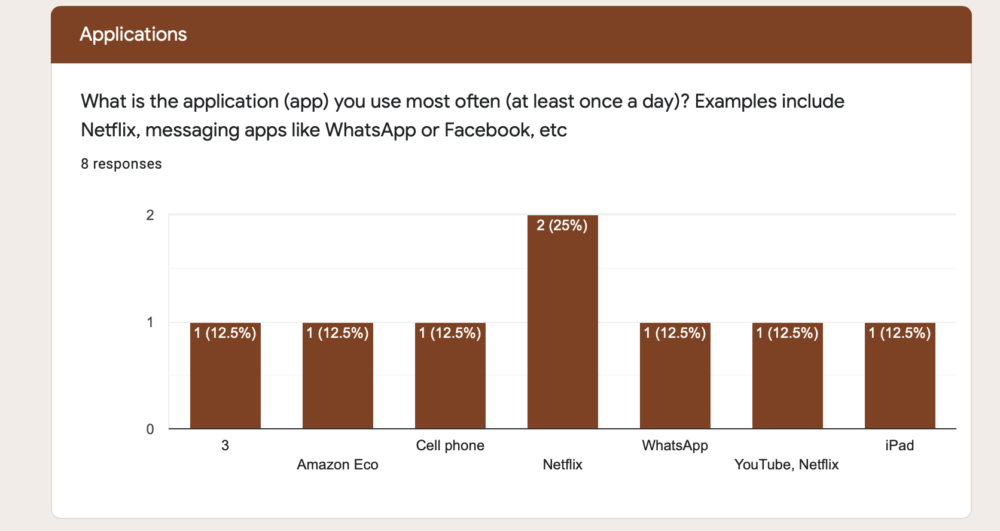 Applications
What is the application (app) you use most often (at least once a day)? Examples include
Netflix, messaging apps like WhatsApp or Facebook, etc
8 responses
2
1
0
1 (12.5%)
1 (12.5%)
1 (12.5%)
2 (25%)
1 (12.5%)
1 (12.5%)
1 (12.5%)
3
Amazon Eco
Cell phone
Netflix
WhatsApp
YouTube, Netflix
iPad